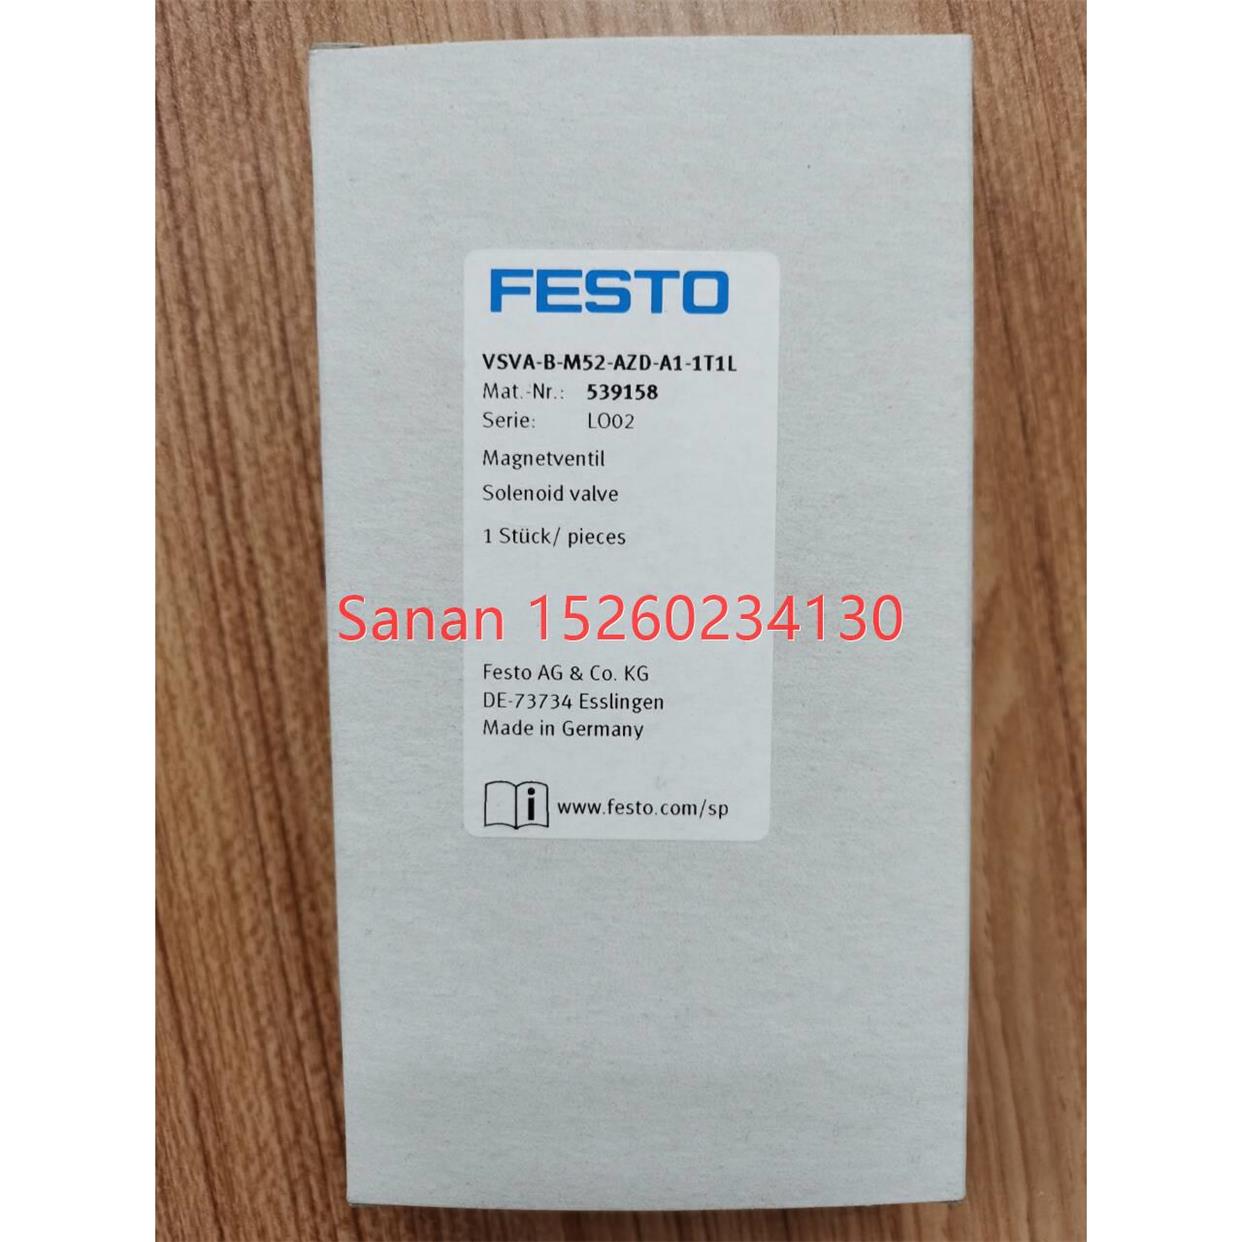 FESTO
VSVA-B-M52-AZD-A1-1T1L
Mat.-Nr.: 539158
Serie: LO02
Magnetventil
Solenoid valve
1 Stück/ pieces
Sanan 15260234130
Festo AG & Co. KG
DE-73734 Esslingen
Made in Germany
i www.festo.com/sp